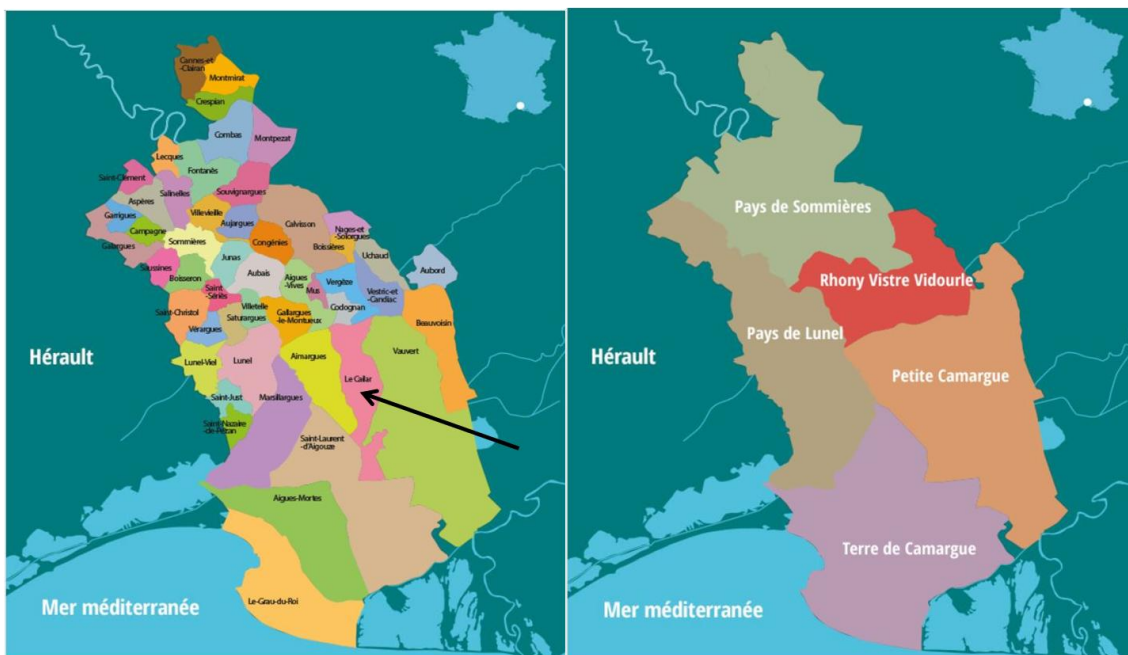 Cannes-et
-Clairan
Montmirat
Crespian
Combas
Montpezat
Lecques
Fontanès
Saint-Clément
Salinelles
Souvignargues
Aspères
Garrigues
Villevieille
Calvisson
Nages-et
-Solorgues
Campagne
Aujargues
Galargues
Sommières
Congénies
Boissières
Uchaud
Junas
Saussines
Aubais
Aubord
Boisseron
Aigues
-Vives
Vergèze
Mus
Saint
-Sériès
Vestric-et
-Candiac
Saint-Christol
Villetelle
Codognan
Saturargues
Gallargues
-le-Montueux
Beauvoisin
Vérargues
Hérault
Lunel-Viel
Lunel
Aimargues
Vauvert
Le Cailar
Saint-Just
Marsillargues
Saint-Nazaire
-de-Pézan
Saint-Laurent
-d'Aigouze
Aigues-Mortes
Le-Grau-du-Roi
Mer méditerranée
Pays de Sommières
Rhony Vistre Vidourle
Pays de Lunel
Hérault
Petite Camargue
Terre de Camargue
Mer méditerranée